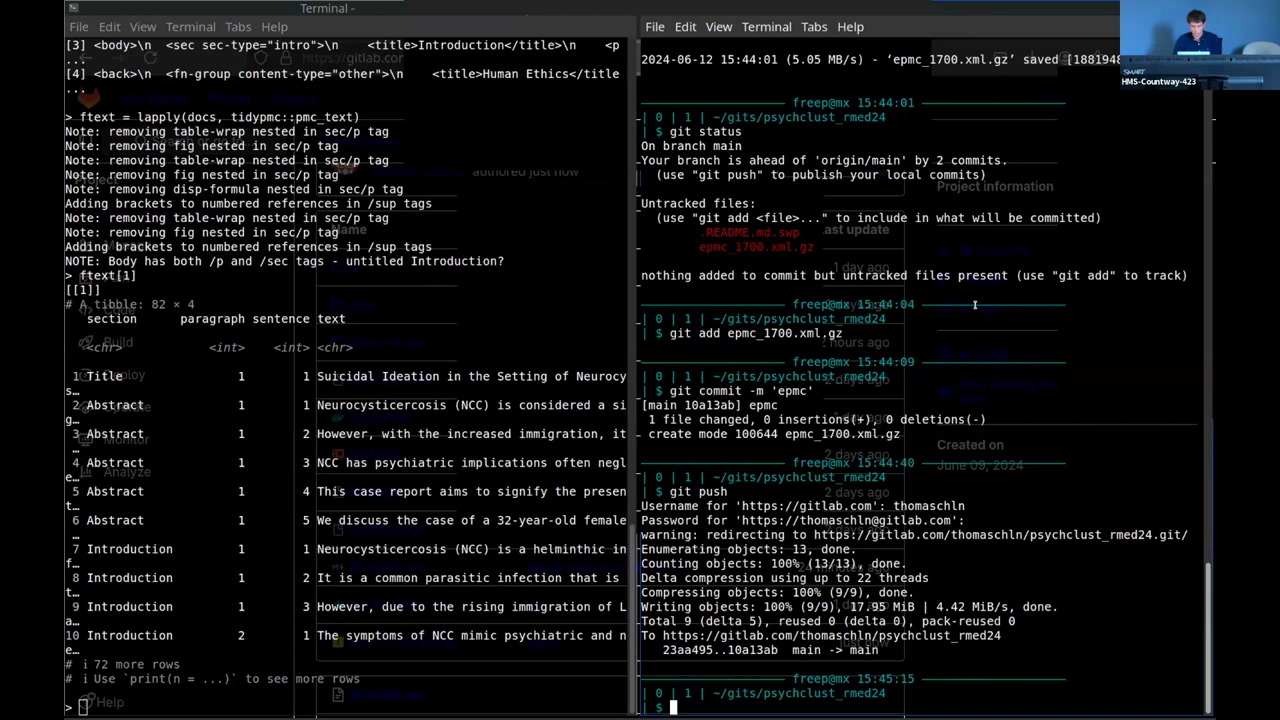 Terminal -
File Edit View Terminal Tabs Help
[3] <body>\n <sec sec-type="intro">\n <title>Introduction</title>\n <p
...
[4] <back>\n <fn-group content-type="other">\n <title>Human Ethics</title
...
> ftext = lapply(docs, tidypmc::pmc_text)
Note: removing table-wrap nested in sec/p tag
Note: removing fig nested in sec/p tag
Note: removing table-wrap nested in sec/p tag
Note: removing fig nested in sec/p tag
Note: removing disp-formula nested in sec/p tag
Adding brackets to numbered references in /sup tags
Note: removing table-wrap nested in sec/p tag
Note: removing fig nested in sec/p tag
Adding brackets to numbered references in /sup tags
NOTE: Body has both /p and /sec tags - untitled Introduction?
> ftext[1]
[[1]]
# A tibble: 82 × 4
section paragraph sentence text
<chr> <int> <int> <chr>
1 Title 1 1 Suicidal Ideation in the Setting of Neurocy
s…
2 Abstract 1 1 Neurocysticercosis (NCC) is considered a si
g…
3 Abstract 1 2 However, with the increased immigration, it
…
4 Abstract 1 3 NCC has psychiatric implications often negl
e…
5 Abstract 1 4 This case report aims to signify the presen
…
6 Abstract 1 5 We discuss the case of a 32-year-old female
…
7 Introduction 1 1 Neurocysticercosis (NCC) is a helminthic in
f…
8 Introduction 1 2 It is a common parasitic infection that is
…
9 Introduction 1 3 However, due to the rising immigration of L
a…
10 Introduction 2 1 The symptoms of NCC mimic psychiatric and n
e…
# i 72 more rows
# i Use `print(n = ...)` to see more rows
>
File Edit View Terminal Tabs Help
2024-06-12 15:44:01 (5.05 MB/s) - ‘epmc_1700.xml.gz’ saved [1881948
freep@mx 15:44:01
| 0 | 1 | ~/gits/psychclust_rmed24
| $ git status
On branch main
Your branch is ahead of 'origin/main' by 2 commits.
(use "git push" to publish your local commits)
Untracked files:
(use "git add <file>..." to include in what will be committed)
.README.md.swp
epmc_1700.xml.gz
nothing added to commit but untracked files present (use "git add" to track)
freep@mx 15:44:04
| 0 | 1 | ~/gits/psychclust_rmed24
| $ git add epmc_1700.xml.gz
freep@mx 15:44:09
| 0 | 1 | ~/gits/psychclust_rmed24
| $ git commit -m 'epmc'
[main 10a13ab] epmc
1 file changed, 0 insertions(+), 0 deletions(-)
create mode 100644 epmc_1700.xml.gz
freep@mx 15:44:40
| 0 | 1 | ~/gits/psychclust_rmed24
| $ git push
Username for 'https://gitlab.com': thomaschln
Password for 'https://thomaschln@gitlab.com':
warning: redirecting to https://gitlab.com/thomaschln/psychclust_rmed24.git/
Enumerating objects: 13, done.
Counting objects: 100% (13/13), done.
Delta compression using up to 22 threads
Compressing objects: 100% (9/9), done.
Writing objects: 100% (9/9), 17.95 MiB | 4.42 MiB/s, done.
Total 9 (delta 5), reused 0 (delta 0), pack-reused 0
To https://gitlab.com/thomaschln/psychclust_rmed24
23aa495..10a13ab main -> main
freep@mx 15:45:15
| 0 | 1 | ~/gits/psychclust_rmed24
| $
https://gitlab.com
authored just now
Project information
Name
Build
Analyze
Help
Created on
June 09, 2024
SMART
HMS-Countway-423